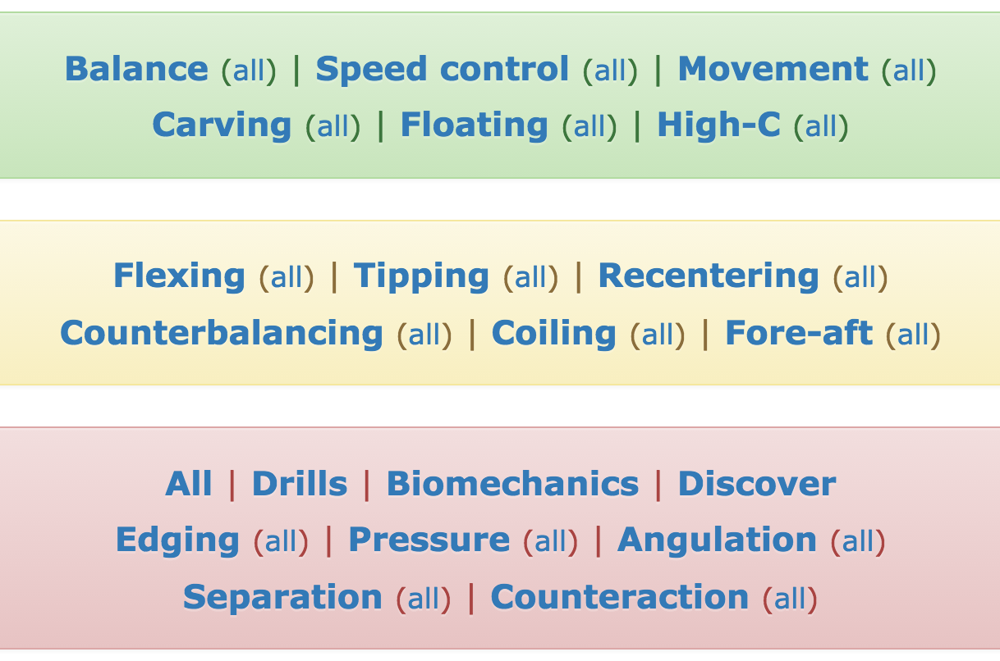 Balance (all) | Speed control (all) | Movement (all)
Carving (all) | Floating (all) | High-C (all)
Flexing (all) | Tipping (all) | Recentering (all)
Counterbalancing (all) | Coiling (all) | Fore-aft (all)
All | Drills | Biomechanics | Discover
Edging (all) | Pressure (all) | Angulation (all)
Separation (all) | Counteraction (all)